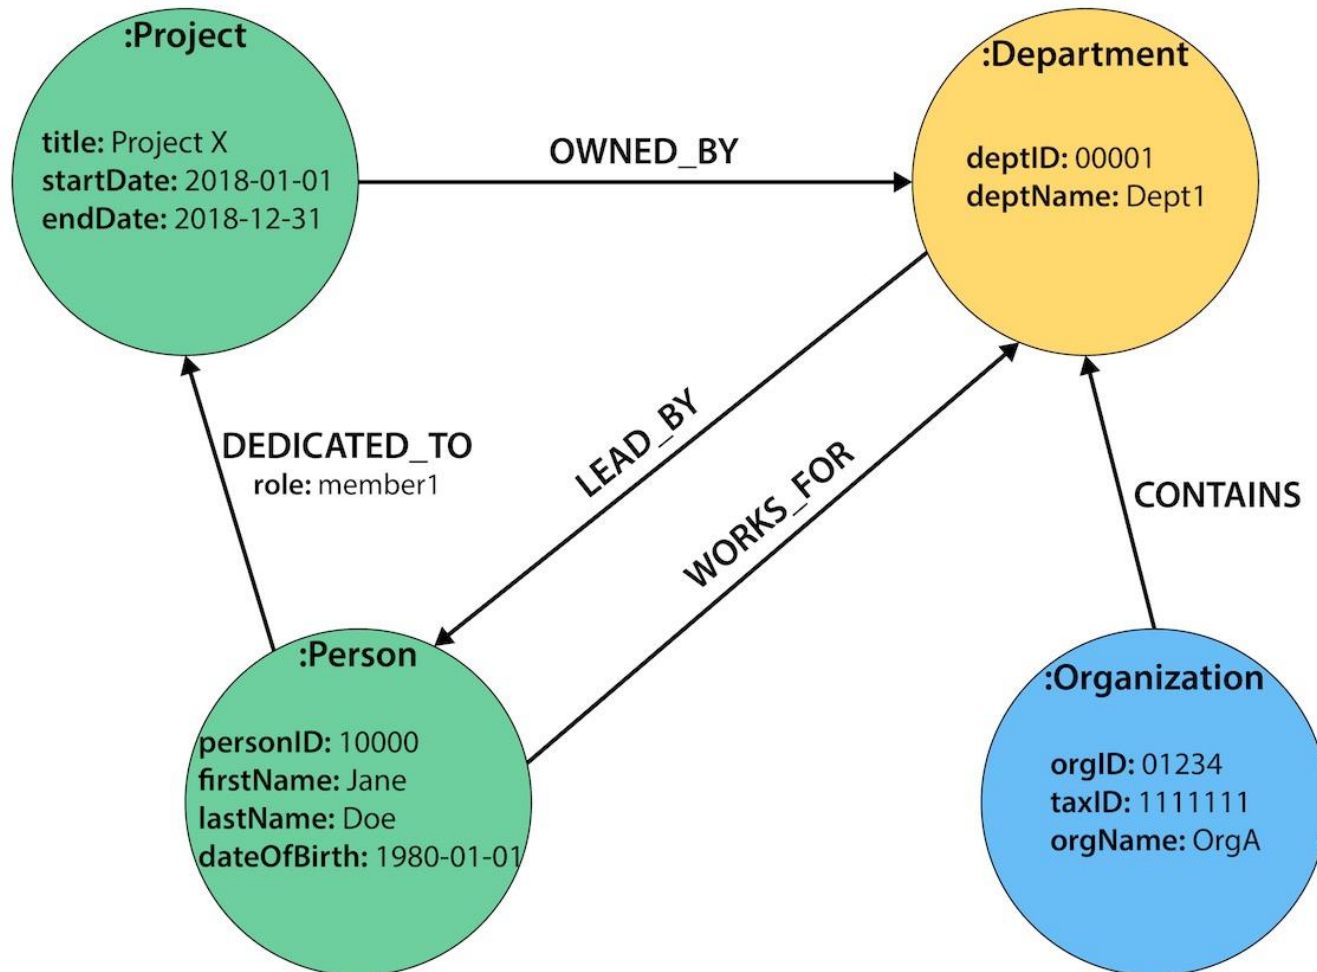 :Project
title: Project X
startDate: 2018-01-01
endDate: 2018-12-31
OWNED_BY
:Department
deptID: 00001
deptName: Dept1
DEDICATED_TO
role: member1
LEAD_BY
WORKS_FOR
CONTAINS
:Person
personID: 10000
firstName: Jane
lastName: Doe
dateOfBirth: 1980-01-01
:Organization
orgID: 01234
taxID: 1111111
orgName: OrgA